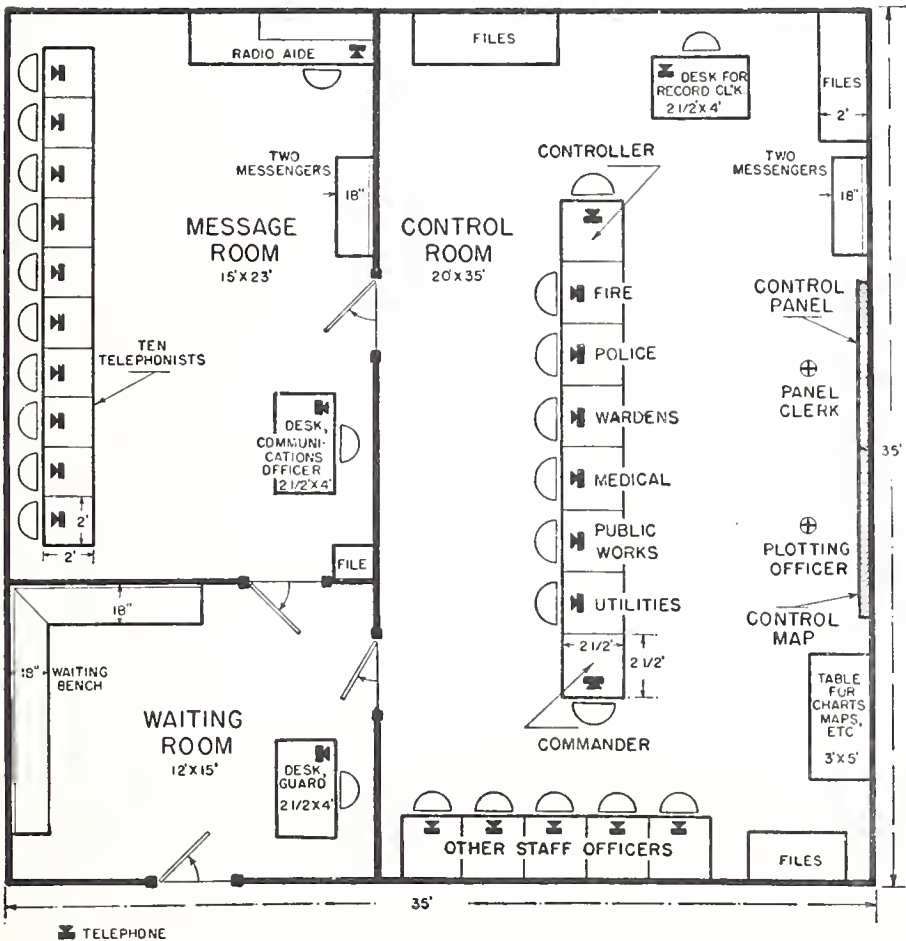 RADIO AIDE
FILES
DESK FOR
RECORD CL'K.
2 1/2'X 4'
FILES
2'
TWO
MESSENGERS
18"
CONTROLLER
TWO
MESSENGERS
18"
MESSAGE
ROOM
15'X 23'
CONTROL
ROOM
20'X35'
FIRE
CONTROL
PANEL
TEN
TELEPHONISTS
POLICE
PANEL
CLERK
WARDENS
DESK,
COMMUNI-
CATIONS
OFFICER
2 1/2'X 4'
35'
MEDICAL
2'
2'
PUBLIC
WORKS
PLOTTING
OFFICER
FILE
UTILITIES
CONTROL
MAP
18"
18"
WAITING
BENCH
2 1/2'
2 1/2'
TABLE
FOR
CHARTS
MAPS,
ETC
3'X5'
WAITING
ROOM
12'X15'
COMMANDER
DESK,
GUARD
2 1/2'X4'
OTHER STAFF OFFICERS
FILES
35'
TELEPHONE